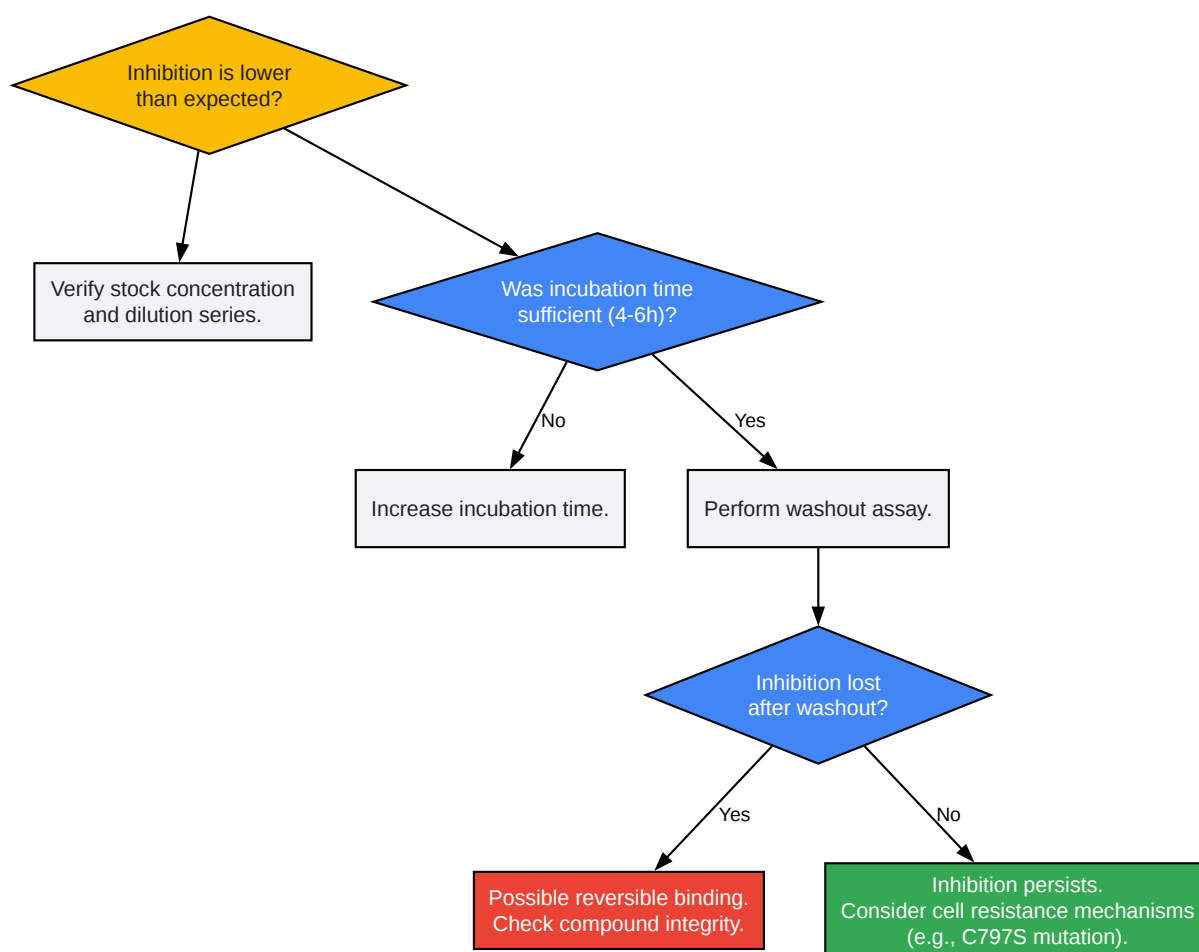 Inhibition is lower
than expected?
Verify stock concentration
and dilution series.
Was incubation time
sufficient (4-6h)?
No
Yes
Increase incubation time.
Perform washout assay.
Inhibition lost
after washout?
Yes
No
Possible reversible binding.
Check compound integrity.
Inhibition persists.
Consider cell resistance mechanisms
(e.g., C797S mutation).